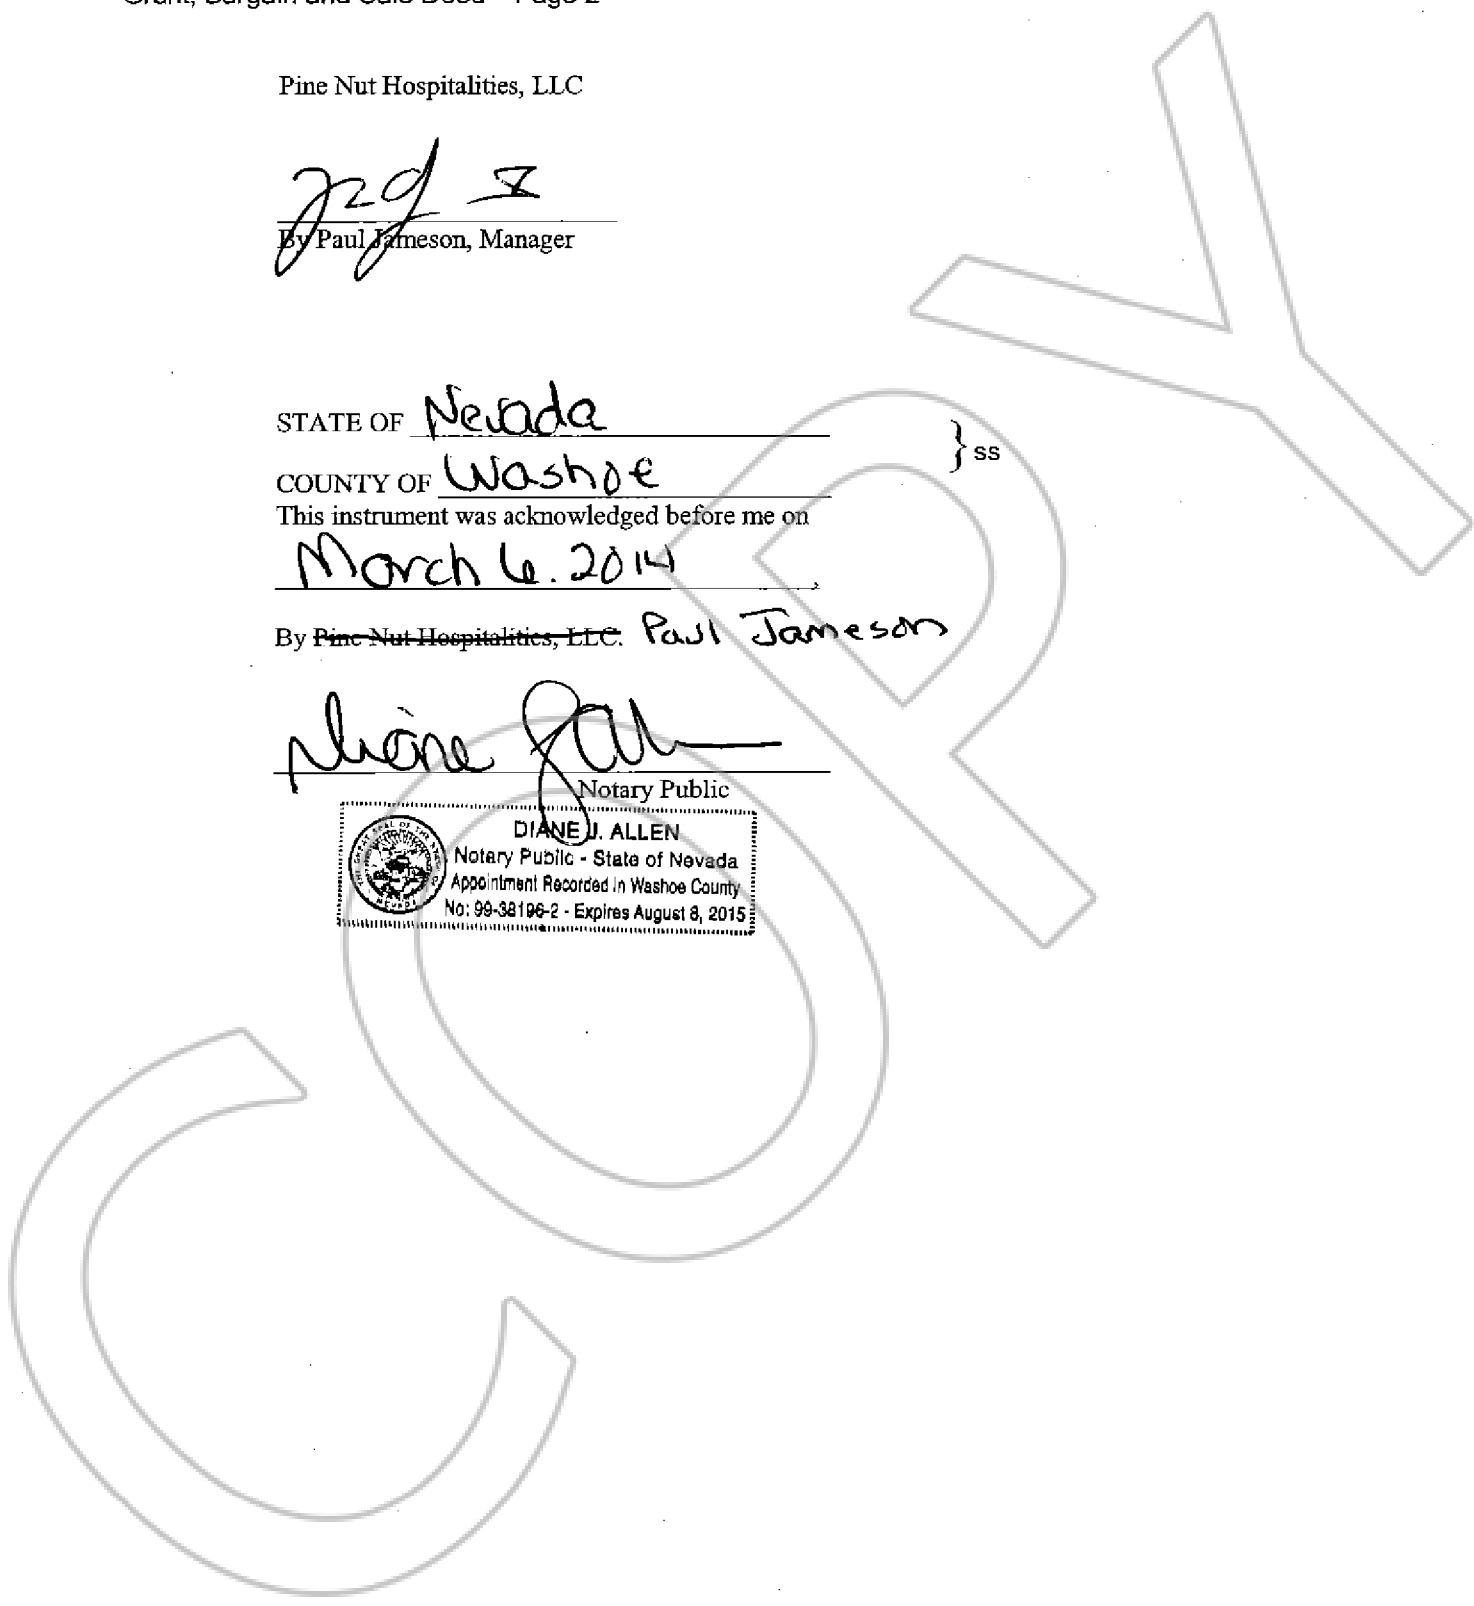 Grant, Bargain and Sale Deed - Page 2
Pine Nut Hospitalities, LLC
By Paul Jameson, Manager
STATE OF Nevada
} ss
COUNTY OF Washoe
This instrument was acknowledged before me on
March 6. 2014,
By Pine Nut Hospitalities, LLC. Paul Jameson
Diane
Notary Public
DIANE J. ALLEN
Notary Public - State of Nevada
Appointment Recorded in Washoe County
No: 99-38196-2 - Expires August 8, 2015
COPY